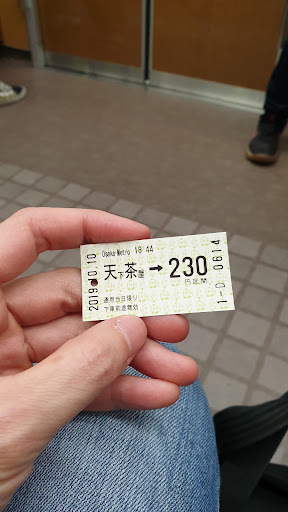 2019.10.10
Osaka Metro 18:44
天下茶屋 → 230
円区間
通用当日限り
下車前途無効
1-D 0614